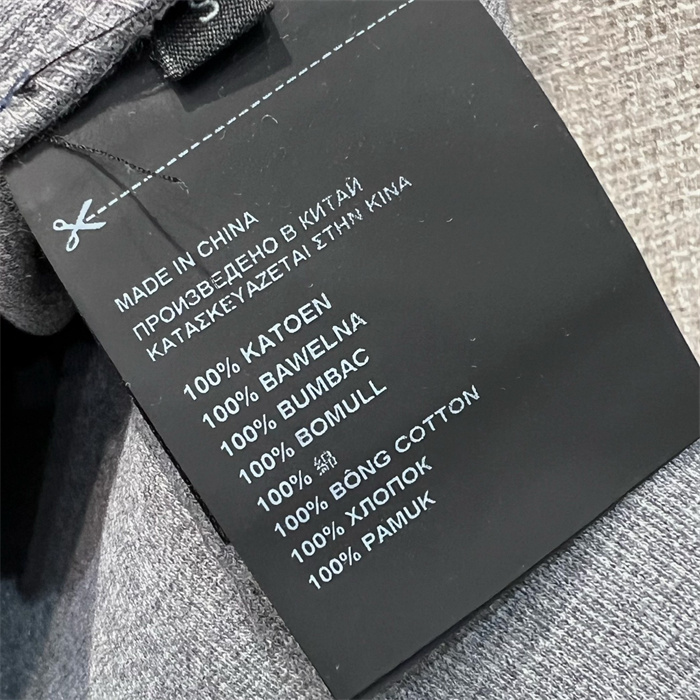 S
MADE IN CHINA
ПРОИЗВЕДЕНО В КИТАЙ
ΚΑΤΑΣΚΕΥΑΖΕΤΑΙ ΣΤΗΝ ΚΙΝΑ
100% KATOEN
100% BAWELNA
100% BUMBAC
100% BOMULL
100%
100% BÔNG COTTON
100% ХЛОПОК
100% PAMUK